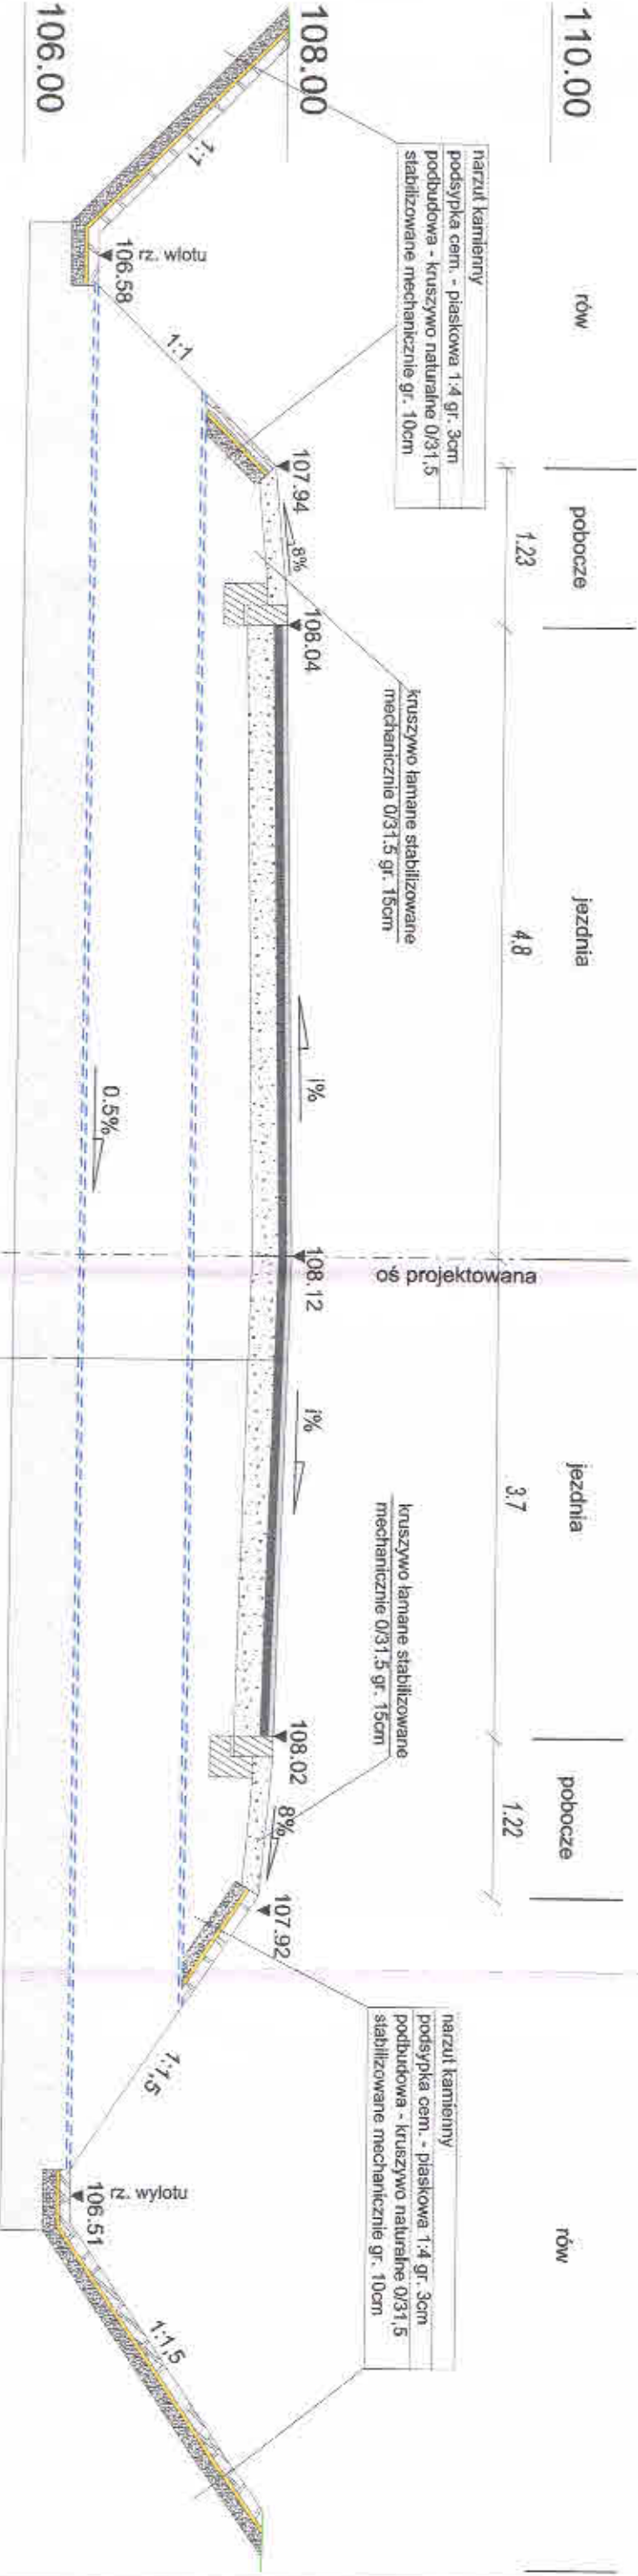 110.00
108.00
106.00
rów
pobocze
jezdnia
jezdnia
pobocze
rów
1.23
4.8
3.7
1.22
narzut kamienny
podsypka cem. - piaskowa 1:4 gr. 3cm
podbudowa - kruszywo naturalne 0/31,5
stabilizowane mechanicznie gr. 10cm
kruszywo łamane stabilizowane
mechanicznie 0/31.5 gr. 15cm
oś projektowana
kruszywo łamane stabilizowane
mechanicznie 0/31.5 gr. 15cm
narzut kamienny
podsypka cem. - piaskowa 1:4 gr. 3cm
podbudowa - kruszywo naturalne 0/31,5
stabilizowane mechanicznie gr. 10cm
1:1
rz. wlotu
106.58
1:1
107.94
8%
108.04
i%
0.5%
108.12
i%
108.02
8%
107.92
1:1,5
rz. wylotu
106.51
1:1,5